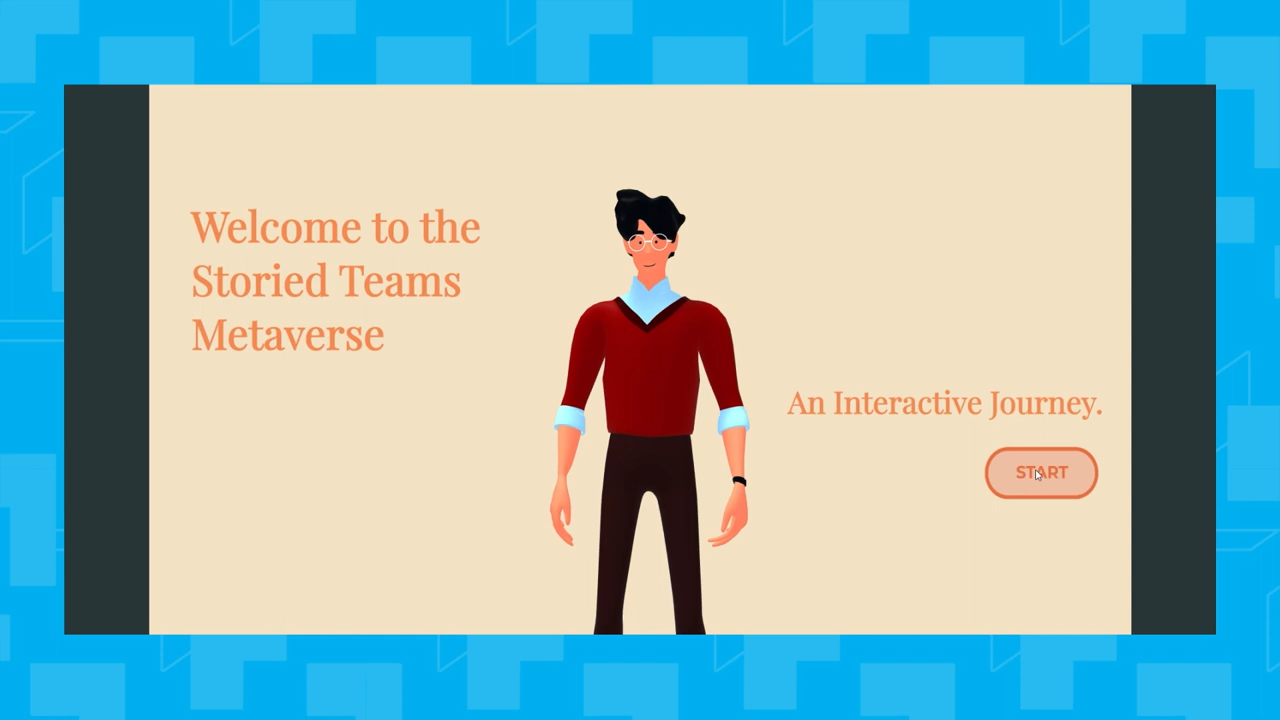 Welcome to the
Storied Teams
Metaverse
An Interactive Journey.
START